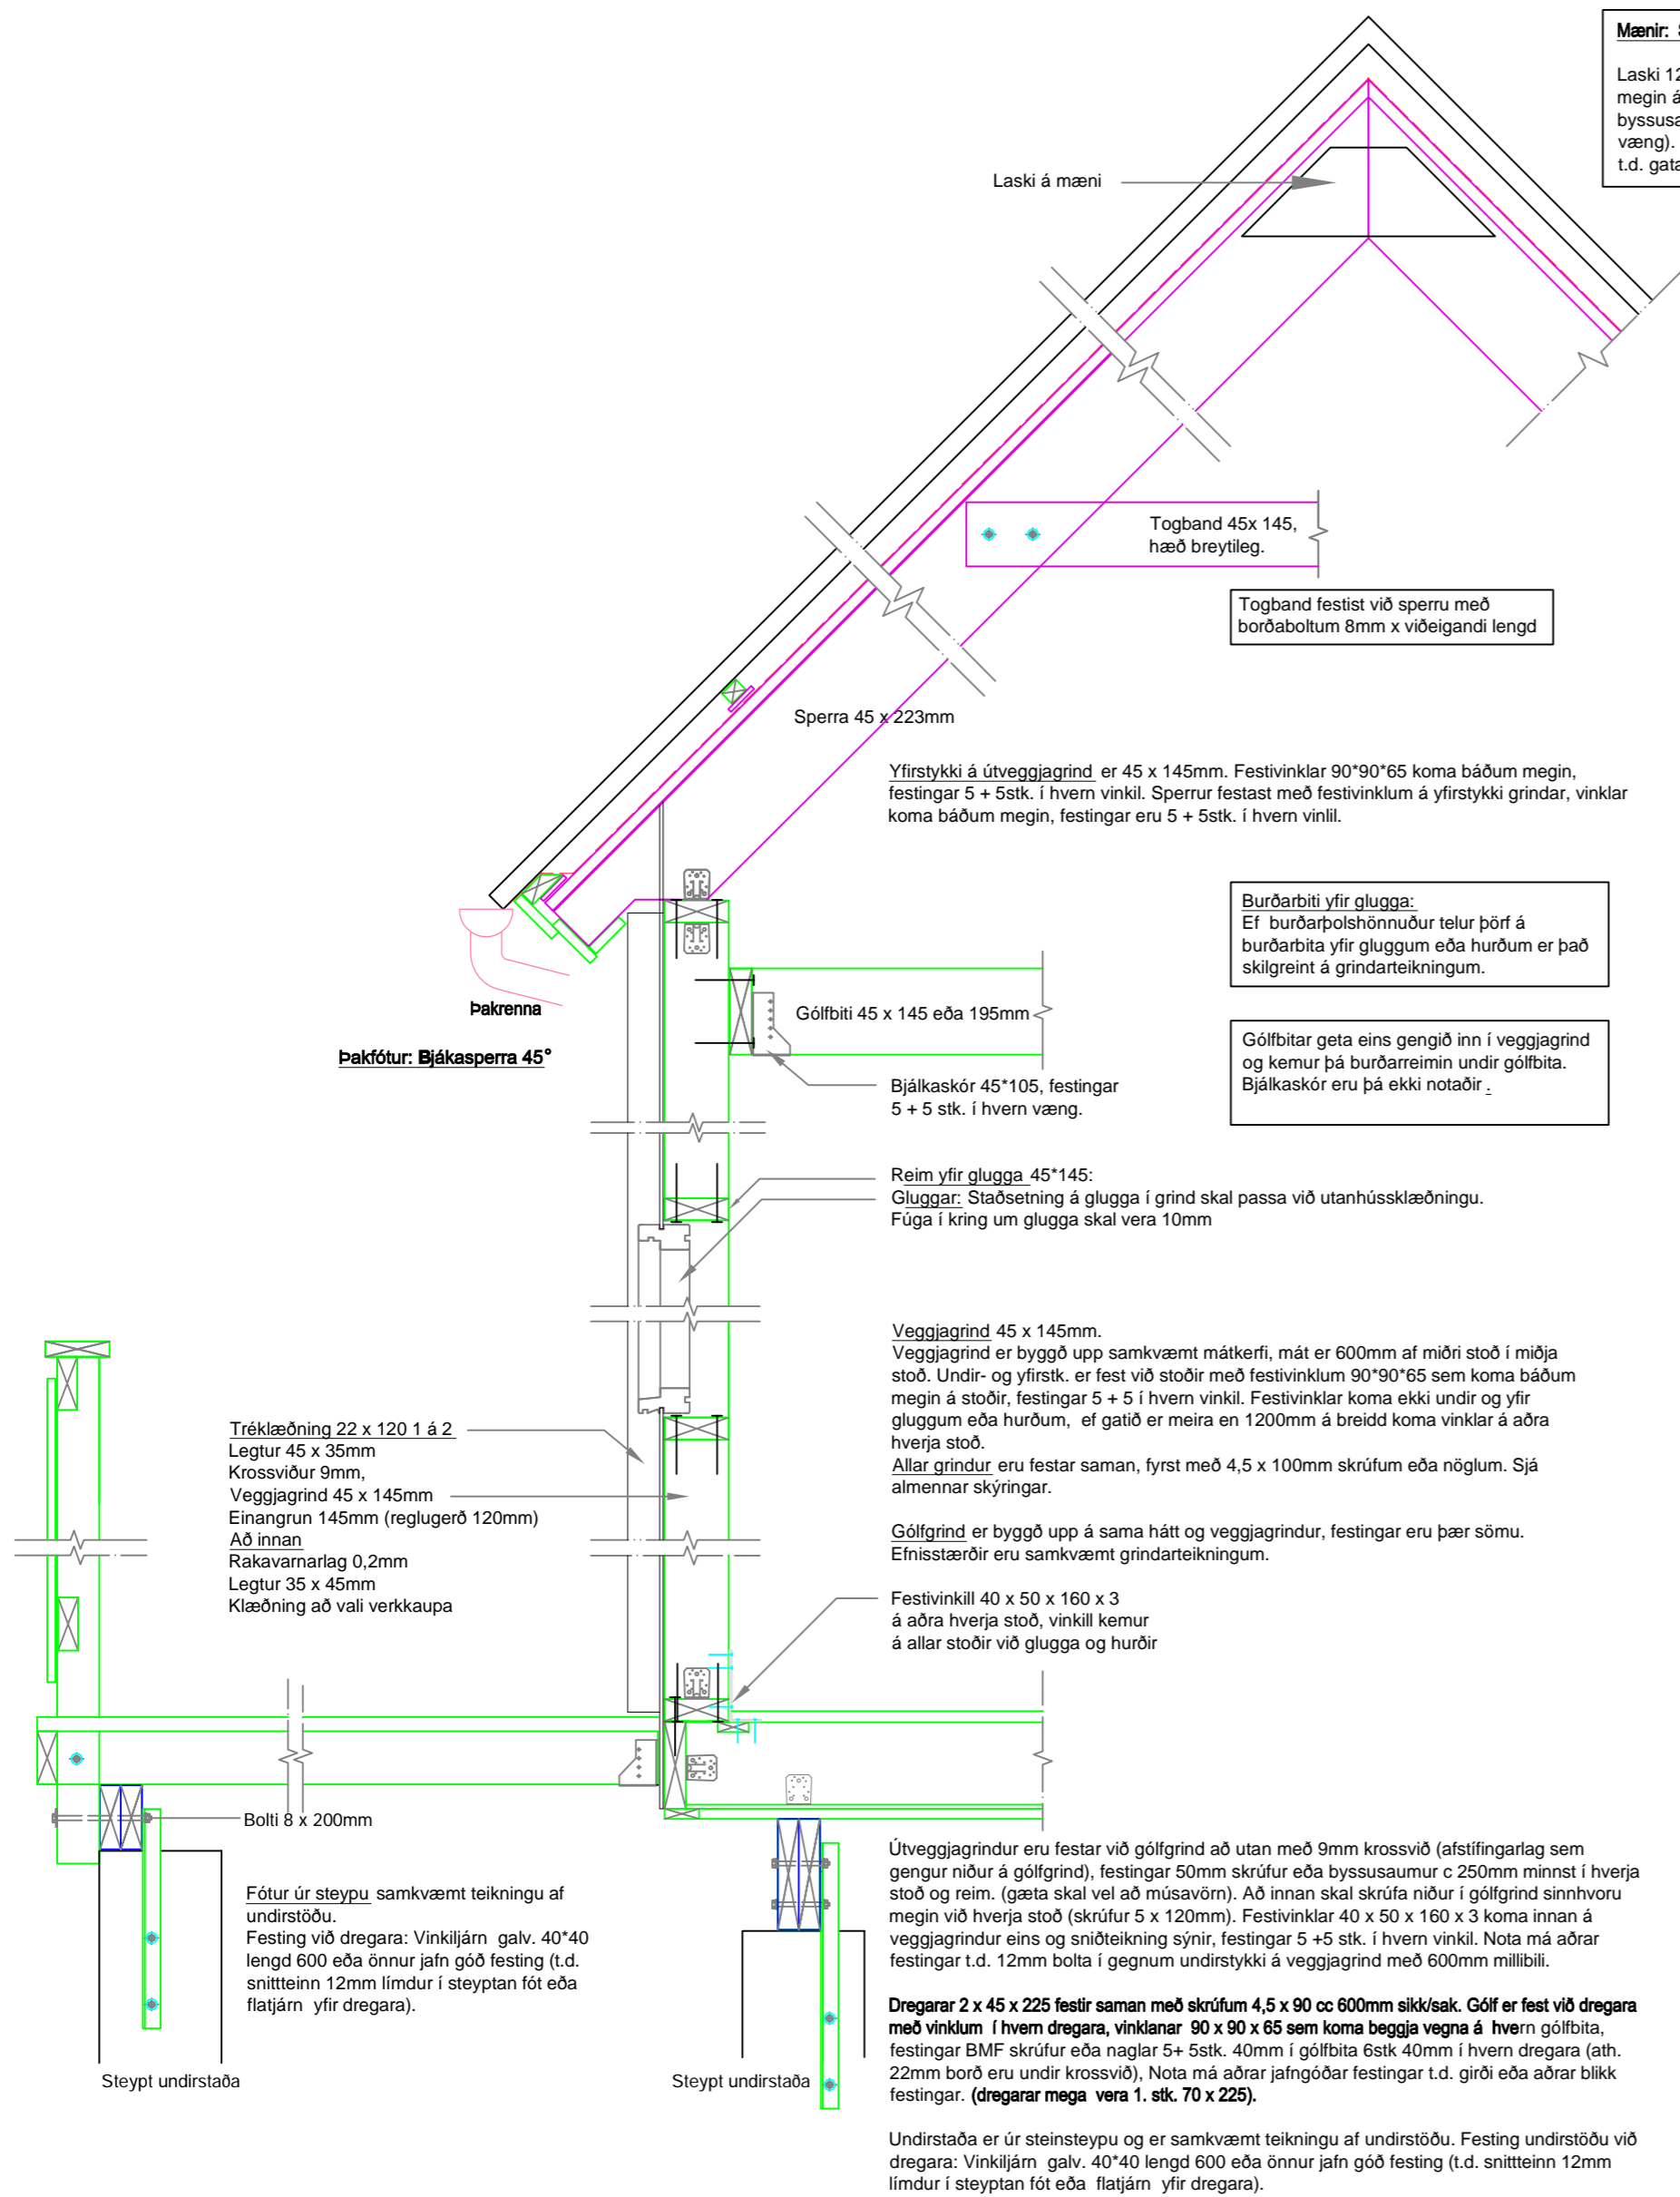 Mænir:
Laski
megin
væng).
t.d.
Laski á mæni
Togband 45x 145,
hæð breytileg.
Togband festist við sperru með
borðaboltum 8mm x viðeigandi lengd
Sperra 45 x 223mm
Yfirstykki á útveggjagrind er 45 x 145mm. Festivinklar 90*90*65 koma báðum megin,
festingar 5 + 5stk. í hvern vinkil. Sperrur festast með festivinklum á yfirstykki grindar, vinklar
koma báðum megin, festingar eru 5 + 5stk. í hvern vinlil.
Burðarbiti yfir glugga:
Ef burðarþolshönnuður telur þörf á
burðarbita yfir gluggum eða hurðum er það
skilgreint á grindarteikningum.
Þakrenna
Gólfbiti 45 x 145 eða 195mm
Þakfótur: Bjákasperra 45°
Gólfbitar geta eins gengið inn í veggjagrind
og kemur þá burðarreimin undir gólfbita.
Bjálkaskór eru þá ekki notaðir .
Bjálkaskór 45*105, festingar
5 + 5 stk. í hvern væng.
Reim yfir glugga 45*145:
Gluggar: Staðsetning á glugga í grind skal passa við utanhússklæðningu.
Fúga í kring um glugga skal vera 10mm
Veggjagrind 45 x 145mm.
Veggjagrind er byggð upp samkvæmt mátkerfi, mát er 600mm af miðri stoð í miðja
stoð. Undir- og yfirstk. er fest við stoðir með festivinklum 90*90*65 sem koma báðum
megin á stoðir, festingar 5 + 5 í hvern vinkil. Festivinklar koma ekki undir og yfir
gluggum eða hurðum, ef gatið er meira en 1200mm á breidd koma vinklar á aðra
hverja stoð.
Allar grindur eru festar saman, fyrst með 4,5 x 100mm skrúfum eða nöglum. Sjá
almennar skýringar.
Gólfgrind er byggð upp á sama hátt og veggjagrindur, festingar eru þær sömu.
Efnisstærðir eru samkvæmt grindarteikningum.
Tréklæðning 22 x 120 1 á 2
Legtur 45 x 35mm
Krossviður 9mm,
Veggjagrind 45 x 145mm
Einangrun 145mm (reglugerð 120mm)
Að innan
Rakavarnarlag 0,2mm
Legtur 35 x 45mm
Klæðning að vali verkkaupa
Festivinkill 40 x 50 x 160 x 3
á aðra hverja stoð, vinkill kemur
á allar stoðir við glugga og hurðir
Bolti 8 x 200mm
Fótur úr steypu samkvæmt teikningu af
undirstöðu.
Festing við dregara: Vinkiljárn galv. 40*40
lengd 600 eða önnur jafn góð festing (t.d.
snittteinn 12mm límdur í steyptan fót eða
flatjárn yfir dregara).
Steypt undirstaða
Steypt undirstaða
Útveggjagrindur eru festar við gólfgrind að utan með 9mm krossvið (afstífingarlag sem
gengur niður á gólfgrind), festingar 50mm skrúfur eða byssusaumur c 250mm minnst í hverja
stoð og reim. (gæta skal vel að músavörn). Að innan skal skrúfa niður í gólfgrind sinnhvoru
megin við hverja stoð (skrúfur 5 x 120mm). Festivinklar 40 x 50 x 160 x 3 koma innan á
veggjagrindur eins og sniðteikning sýnir, festingar 5 +5 stk. í hvern vinkil. Nota má aðrar
festingar t.d. 12mm bolta í gegnum undirstykki á veggjagrind með 600mm millibili.
Dregarar 2 x 45 x 225 festir saman með skrúfum 4,5 x 90 cc 600mm sikk/sak. Gólf er fest við dregara
með vinklum í hvern dregara, vinklanar 90 x 90 x 65 sem koma beggja vegna á hvern gólfbita,
festingar BMF skrúfur eða naglar 5+ 5stk. 40mm í gólfbita 6stk 40mm í hvern dregara (ath.
22mm borð eru undir krossvið), Nota má aðrar jafngóðar festingar t.d. girði eða aðrar blikk
festingar. (dregarar mega vera 1. stk. 70 x 225).
Undirstaða er úr steinsteypu og er samkvæmt teikningu af undirstöðu. Festing undirstöðu við
dregara: Vinkiljárn galv. 40*40 lengd 600 eða önnur jafn góð festing (t.d. snittteinn 12mm
límdur í steyptan fót eða flatjárn yfir dregara).